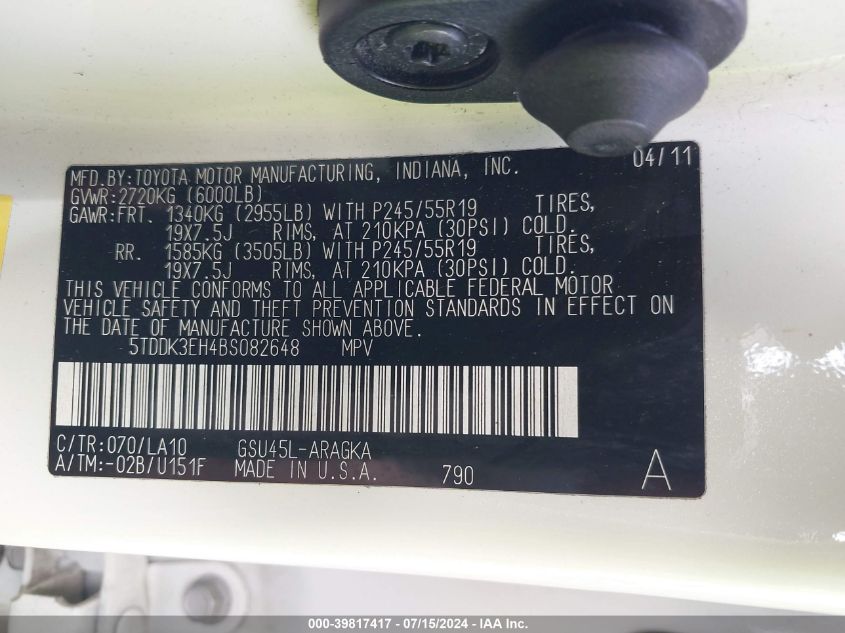 MFD.BY:TOYOTA MOTOR MANUFACTURING, INDIANA, INC. 04/11
GVWR:2720KG (6000LB)
GAWR:FRT. 1340KG (2955LB) WITH P245/55R19 TIRES,
19X7.5J RIMS, AT 210KPA (30PSI) COLD.
RR. 1585KG (3505LB) WITH P245/55R19 TIRES,
19X7.5J RIMS, AT 210KPA (30PSI) COLD.
THIS VEHICLE CONFORMS TO ALL APPLICABLE FEDERAL MOTOR
VEHICLE SAFETY AND THEFT PREVENTION STANDARDS IN EFFECT ON
THE DATE OF MANUFACTURE SHOWN ABOVE.
5TDDK3EH4BS082648 MPV
C/TR:070/LA10 GSU45L-ARAGKA
A/TM:-02B/U151F MADE IN U.S.A. 790 A
000-39817417 - 07/15/2024 - IAA Inc.